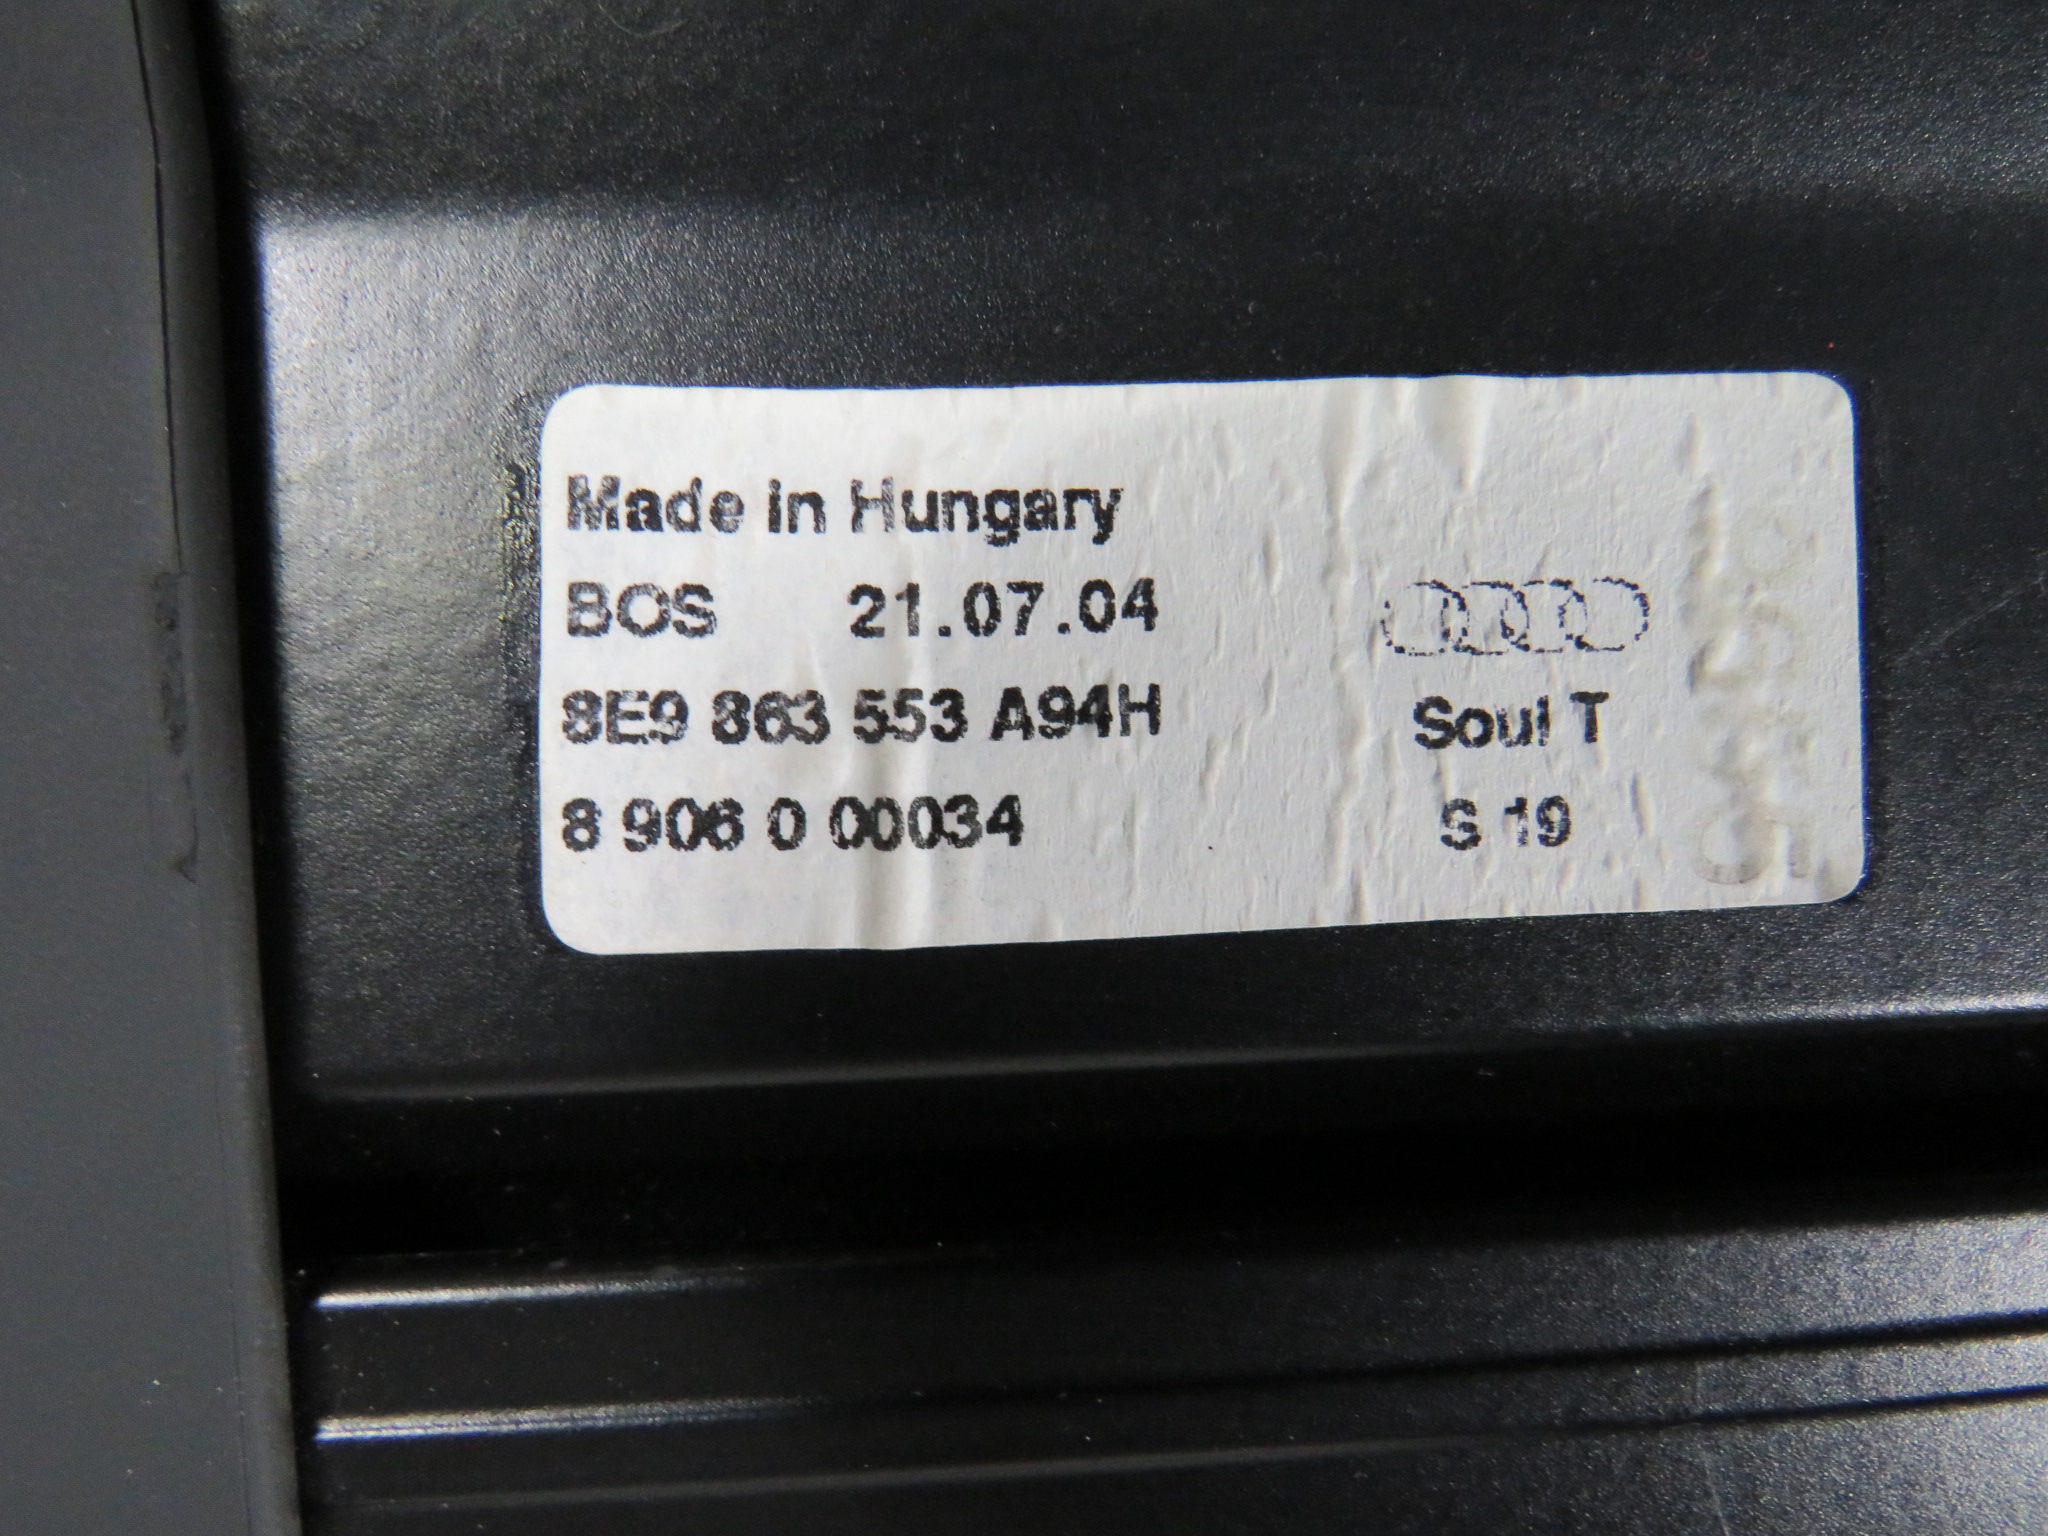 Made in Hungary
BOS 21.07.04
8E9 863 553 A94H Soul T
8 906 0 00034 S 19